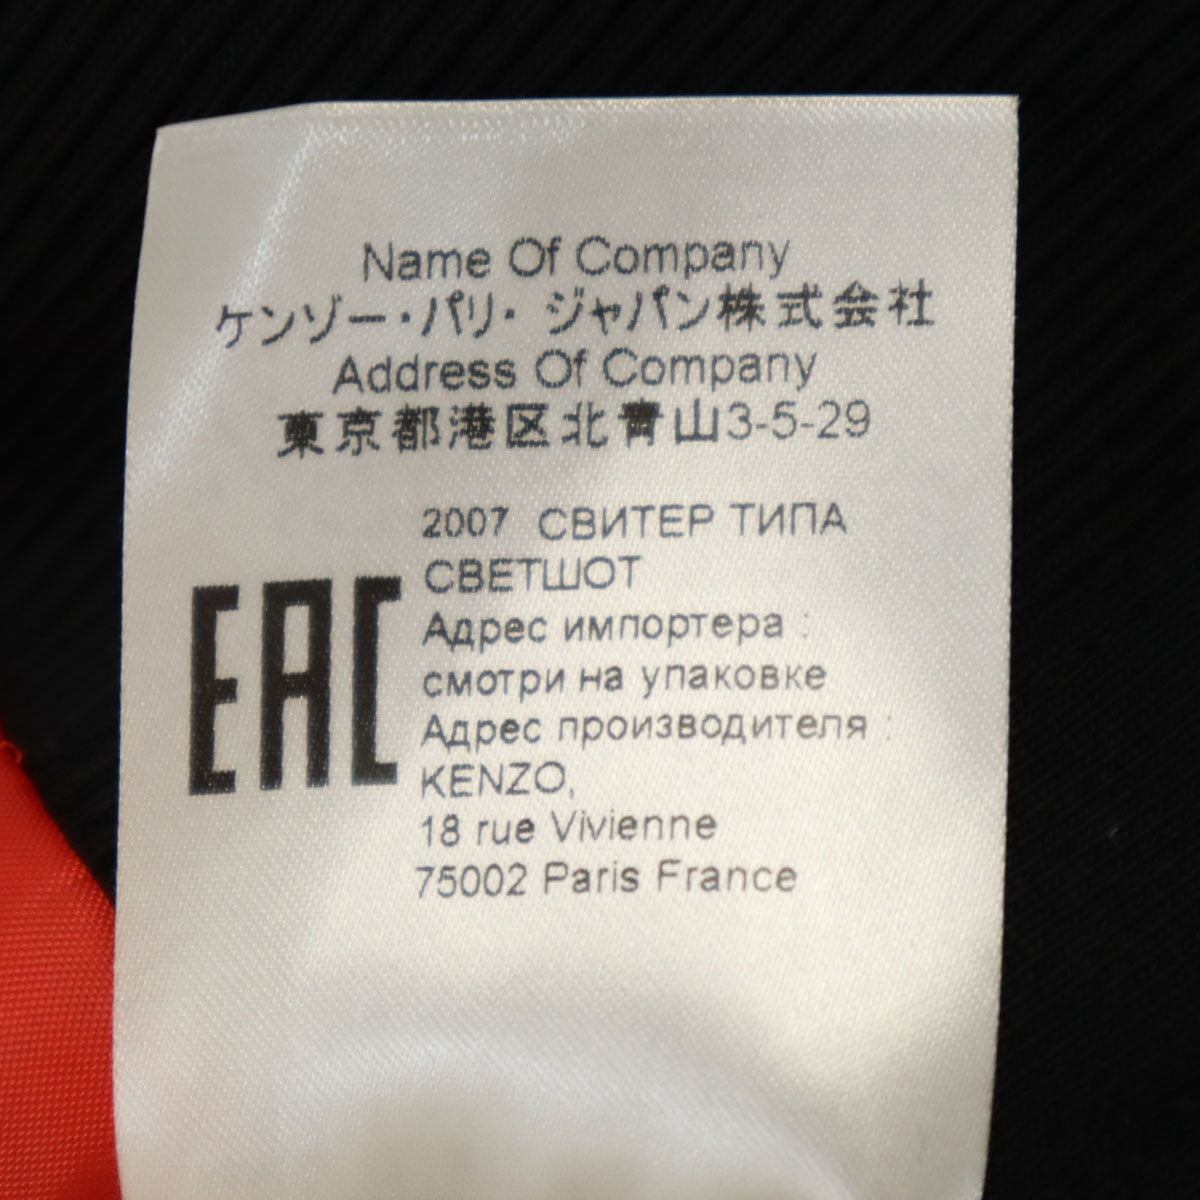 Name Of Company
ケンゾー・パリ・ ジャパン株式会社
Address Of Company
東京都港区北青山3-5-29
2007 СВИТЕР ТИПА
СВЕТШОТ
EAC
Адрес импортера :
смотри на упаковке
Адрес производителя :
KENZO,
18 rue Vivienne
75002 Paris France